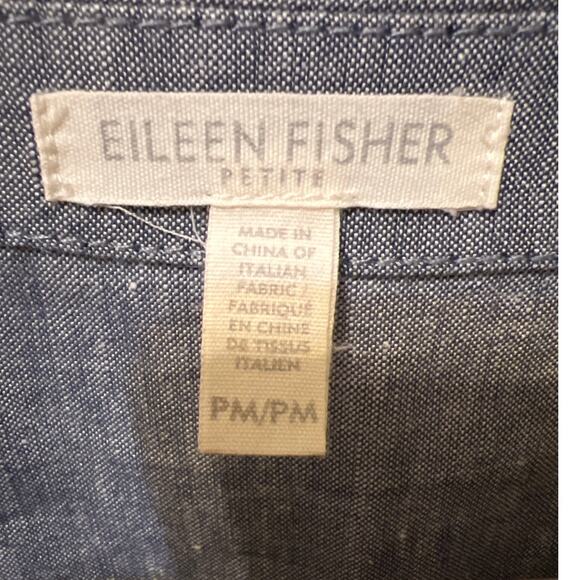 EILEEN FISHER
PETITE
MADE IN
CHINA OF
ITALIAN
FABRIC /
FABRIQUÉ
EN CHINE
DE TISSUS
ITALIEN
PM/PM